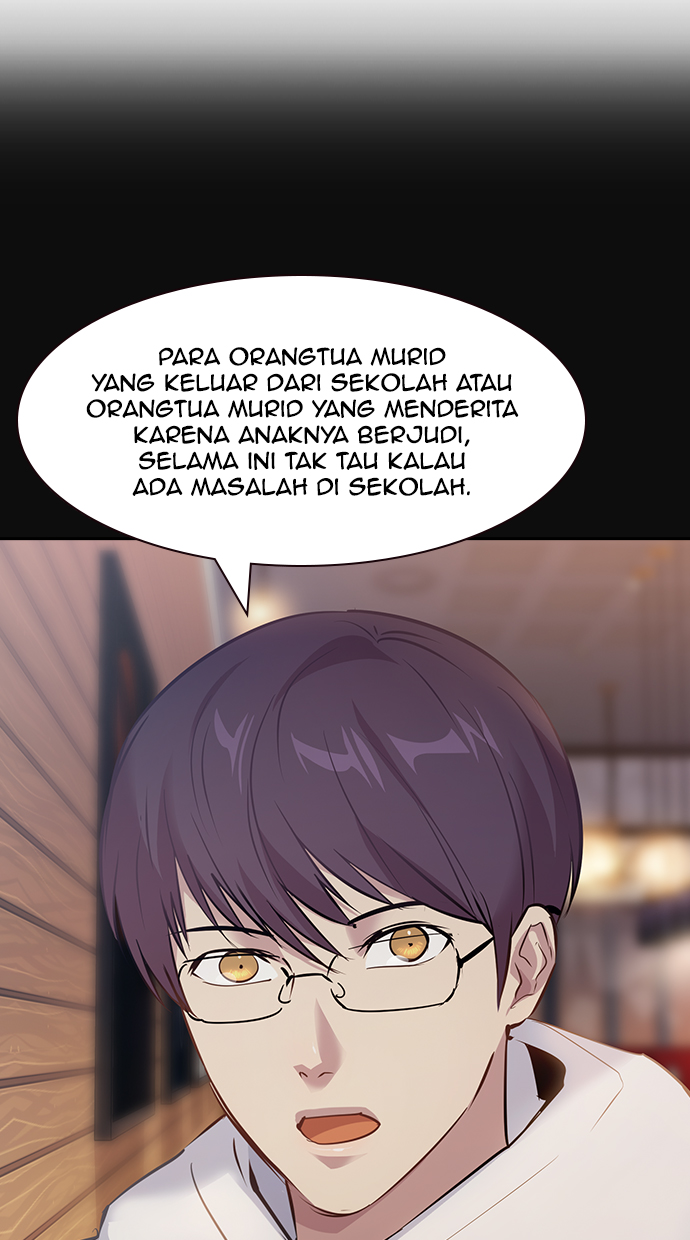 PARA ORANGTUA MURID
YANG KELUAR DARI SEKOLAH ATAU
ORANGTUA MURID YANG MENDERITA
KARENA ANAKNYA BERJUDI,
SELAMA INI TAK TAU KALAU
ADA MASALAH DI SEKOLAH.